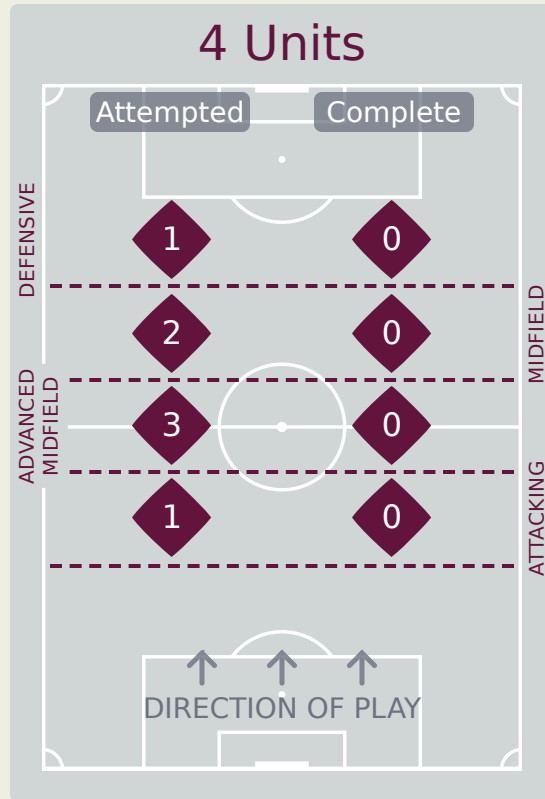 4 Units
Attempted
Complete
DEFENSIVE
1
0
MIDFIELD
2
0
ADVANCED
MIDFIELD
3
0
ATTACKING
1
0
DIRECTION OF PLAY